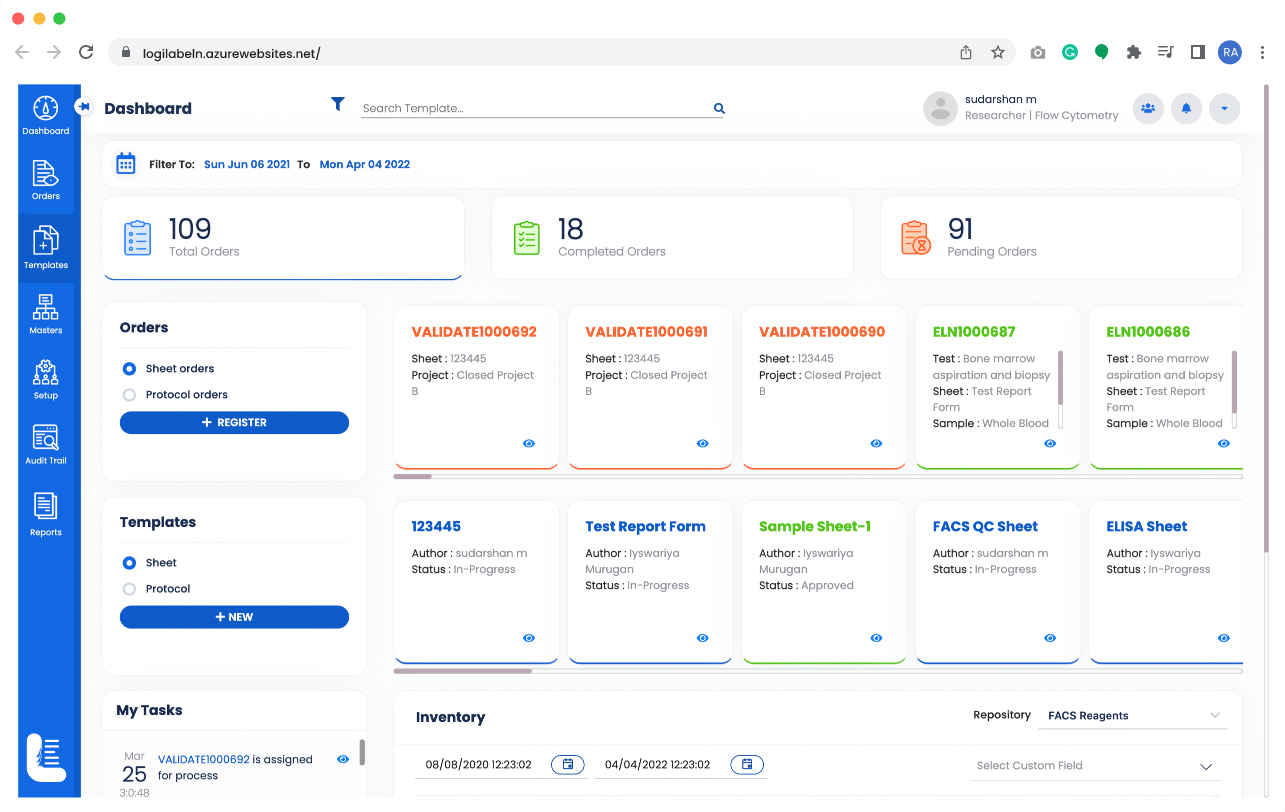 logilabeln.azurewebsites.net/
RA
Dashboard
Orders
Templates
Masters
Setup
Audit Trail
Reports
Dashboard
Search Template...
sudarshan m
Researcher | Flow Cytometry
Filter To: Sun Jun 06 2021 To Mon Apr 04 2022
109
Total Orders
18
Completed Orders
91
Pending Orders
Orders
Sheet orders
Protocol orders
+ REGISTER
VALIDATE1000692
Sheet : 123445
Project : Closed Project
B
VALIDATE1000691
Sheet : 123445
Project : Closed Project
B
VALIDATE1000690
Sheet : 123445
Project : Closed Project
B
ELN1000687
Test : Bone marrow
aspiration and biopsy
Sheet : Test Report
Form
Sample : Whole Blood
ELN1000686
Test : Bone marrow
aspiration and biopsy
Sheet : Test Report
Form
Sample : Whole Blood
Templates
Sheet
Protocol
+ NEW
123445
Author : sudarshan m
Status : In-Progress
Test Report Form
Author : Iyswariya
Murugan
Status : In-Progress
Sample Sheet-1
Author : Iyswariya
Murugan
Status : Approved
FACS QC Sheet
Author : sudarshan m
Status : In-Progress
ELISA Sheet
Author : Iyswariya
Status : In-Progress
My Tasks
Mar
25
3:0:48
VALIDATE1000692 is assigned
for process
Inventory
Repository FACS Reagents
08/08/2020 12:23:02
04/04/2022 12:23:02
Select Custom Field